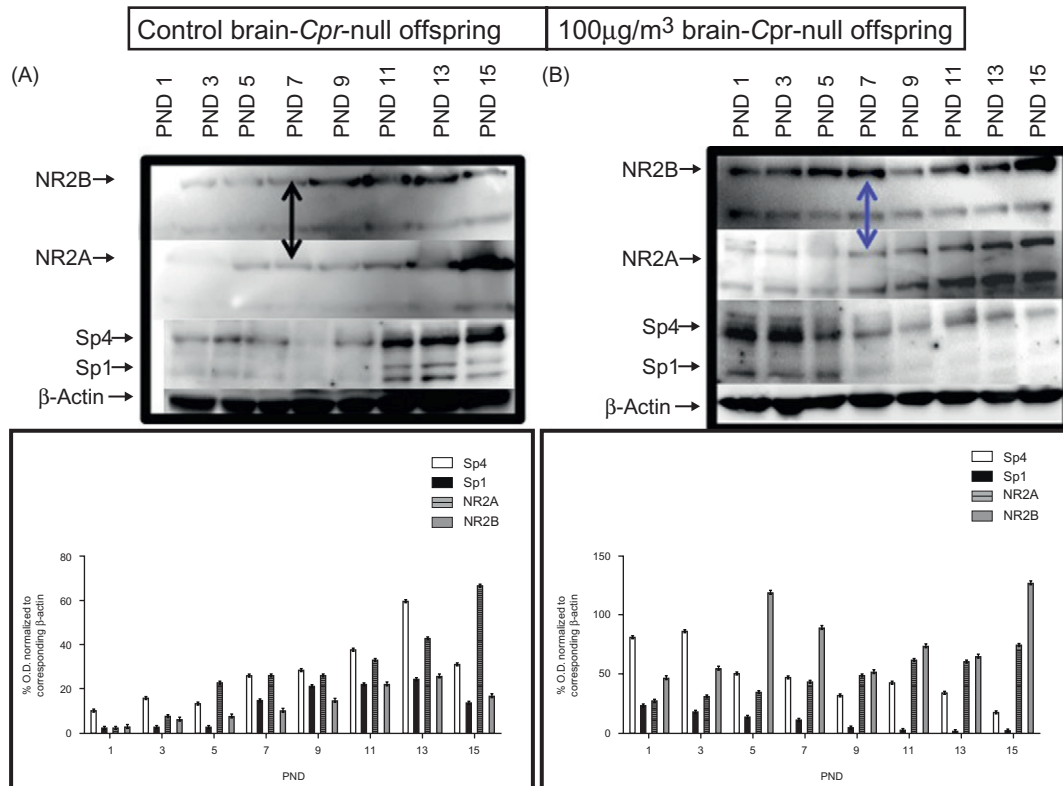 Control brain-Cpr-null offspring
100μg/m³ brain-Cpr-null offspring
(A)
PND 1
PND 3
PND 5
PND 7
PND 9
PND 11
PND 13
PND 15
NR2B
NR2A
Sp4
Sp1
β-Actin
(B)
PND 1
PND 3
PND 5
PND 7
PND 9
PND 11
PND 13
PND 15
NR2B
NR2A
Sp4
Sp1
β-Actin
Sp4
Sp1
NR2A
NR2B
% O.D. normalized to
corresponding β-actin
80
60
40
20
0
1 3 5 7 9 11 13 15
PND
Sp4
Sp1
NR2A
NR2B
% O.D. normalized to
corresponding β-actin
150
100
50
0
1 3 5 7 9 11 13 15
PND